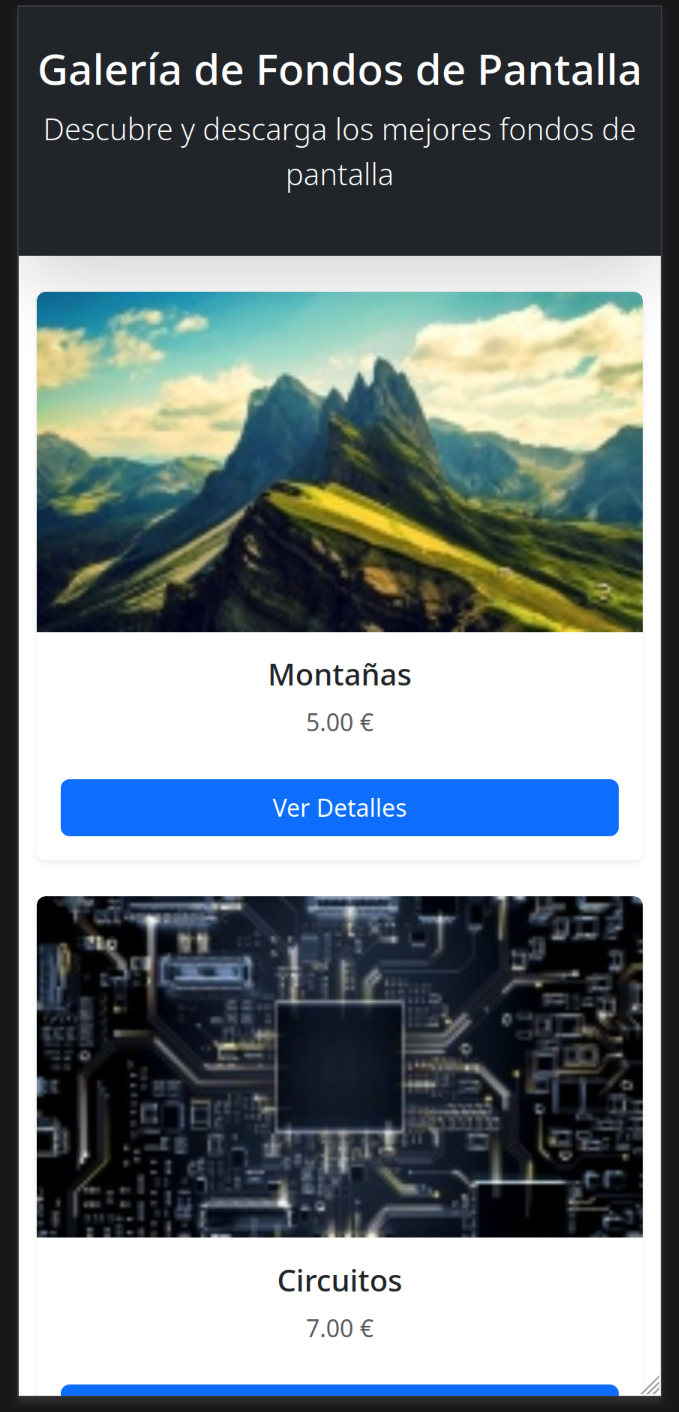 Galería de Fondos de Pantalla
Descubre y descarga los mejores fondos de
pantalla
Montañas
5.00 €
Ver Detalles
Circuitos
7.00 €